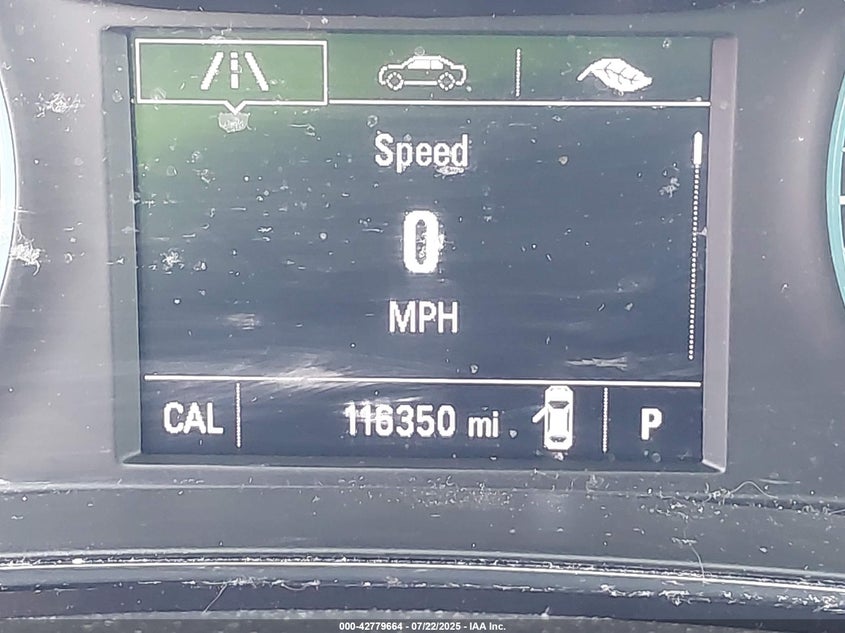 Speed
0
MPH
CAL 116350 mi P
000-42779664 - 07/22/2025 - IAA Inc.